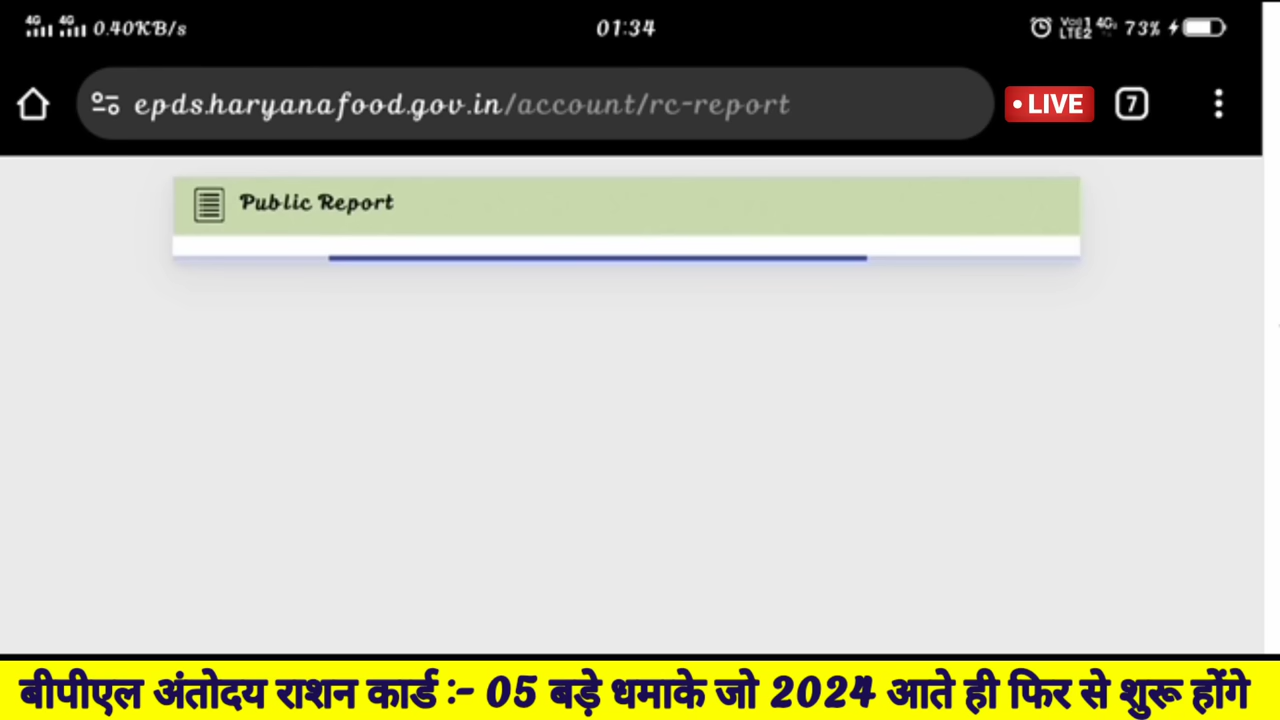 4G 4G 0.40KB/s 01:34 Vo)) 1 LTE2 4G 73%
epds.haryanafood.gov.in/account/rc-report • LIVE 7
Public Report
बीपीएल अंतोदय राशन कार्ड :- 05 बड़े धमाके जो 2024 आते ही फिर से शुरू होंगे